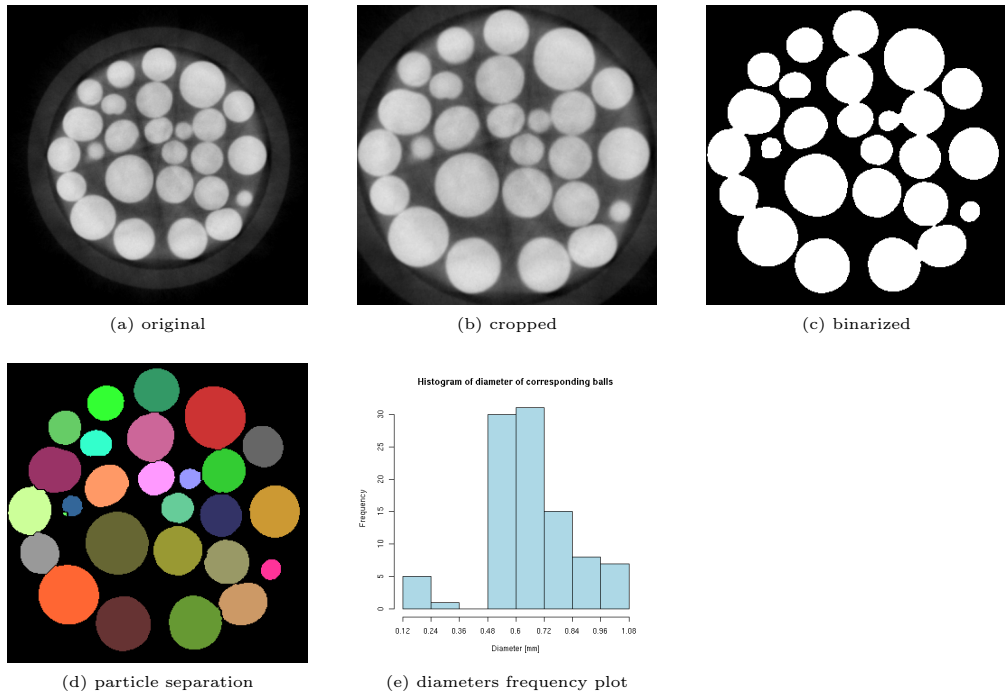 (a) original
(b) cropped
(c) binarized
Histogram of diameter of corresponding balls
Frequency
30
25
20
15
10
5
0
0.12 0.24 0.36 0.48 0.6 0.72 0.84 0.96 1.08
Diameter [mm]
(d) particle separation
(e) diameters frequency plot